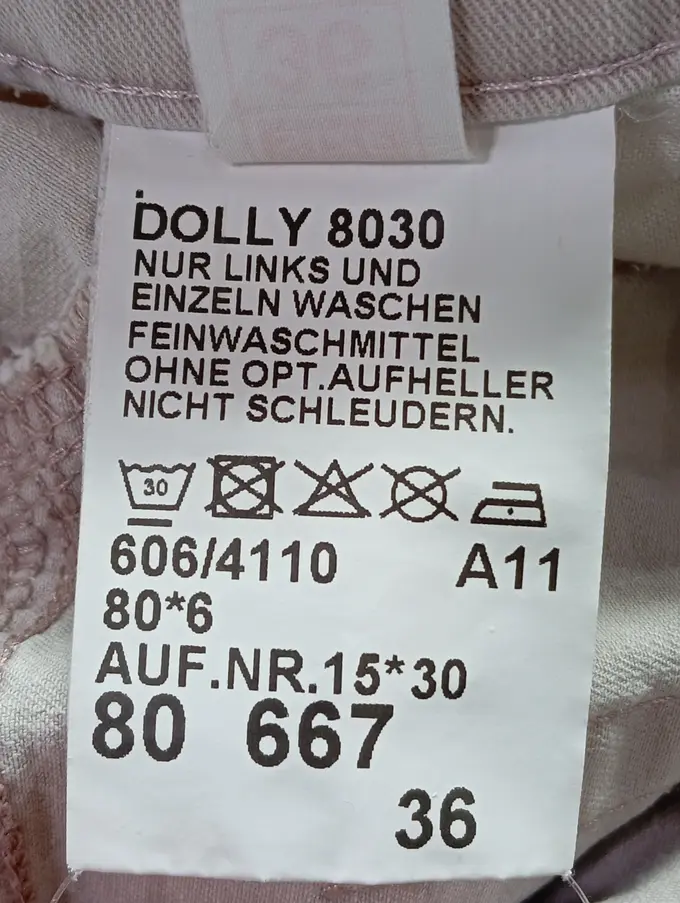 DOLLY 8030
NUR LINKS UND
EINZELN WASCHEN
FEINWASCHMITTEL
OHNE OPT.AUFHELLER
NICHT SCHLEUDERN.
30
606/4110 A11
80*6
AUF.NR.15*30
80 667
36